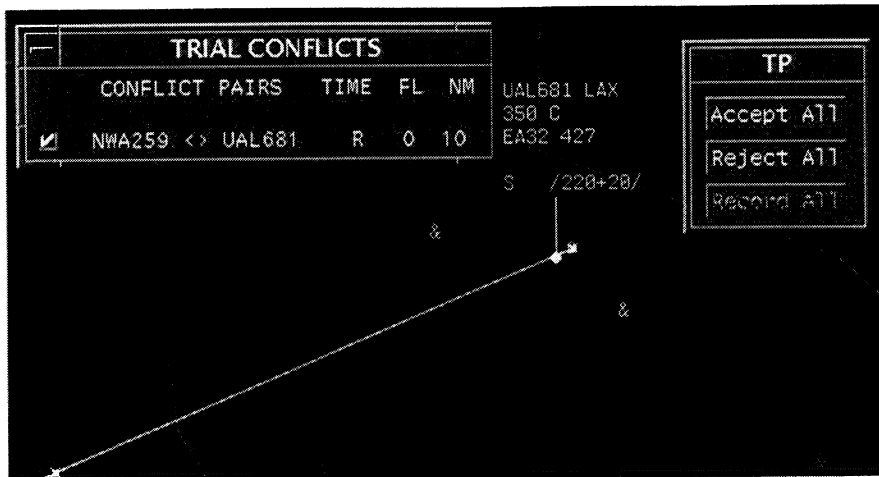 TRIAL CONFLICTS
CONFLICT PAIRS TIME FL NM
NWA259 <> UAL681 R 0 10
UAL681 LAX
350 C
EA32 427
S /220+20/
&
&
TP
Accept All
Reject All
Record All